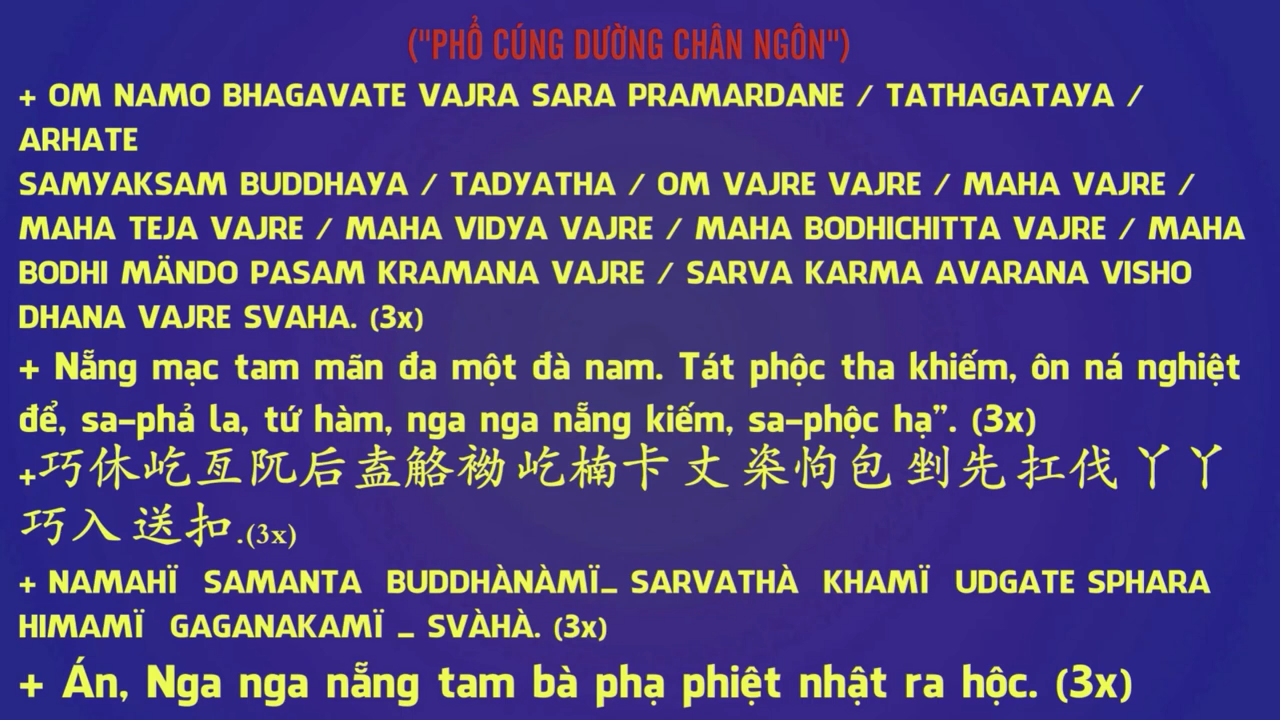 ("PHỔ CÚNG DƯỜNG CHÂN NGÔN")
+ OM NAMO BHAGAVATE VAJRA SARA PRAMARDANE / TATHAGATAYA /
ARHATE
SAMYAKSAM BUDDHAYA / TADYATHA / OM VAJRE VAJRE / MAHA VAJRE /
MAHA TEJA VAJRE / MAHA VIDYA VAJRE / MAHA BODHICHITTA VAJRE / MAHA
BODHI MÄNDO PASAM KRAMANA VAJRE / SARVA KARMA AVARANA VISHO
DHANA VAJRE SVAHA. (3x)
+ Nẵng mạc tam mãn đa một đà nam. Tát phộc tha khiếm, ôn ná nghiệt
để, sa-phả la, tứ hàm, nga nga nẵng kiếm, sa-phộc hạ”. (3x)
+巧休屹亙阮后盍觡袎屹楠卡丈粢怐包剉先扛伐丫丫
巧入送扣.(3x)
+ NAMAHÏ SAMANTA BUDDHÀNÀMÏ_ SARVATHÀ KHAMÏ UDGATE SPHARA
HIMAMÏ GAGANAKAMÏ _ SVÀHÀ. (3x)
+ Án, Nga nga nẵng tam bà phạ phiệt nhật ra hộc. (3x)